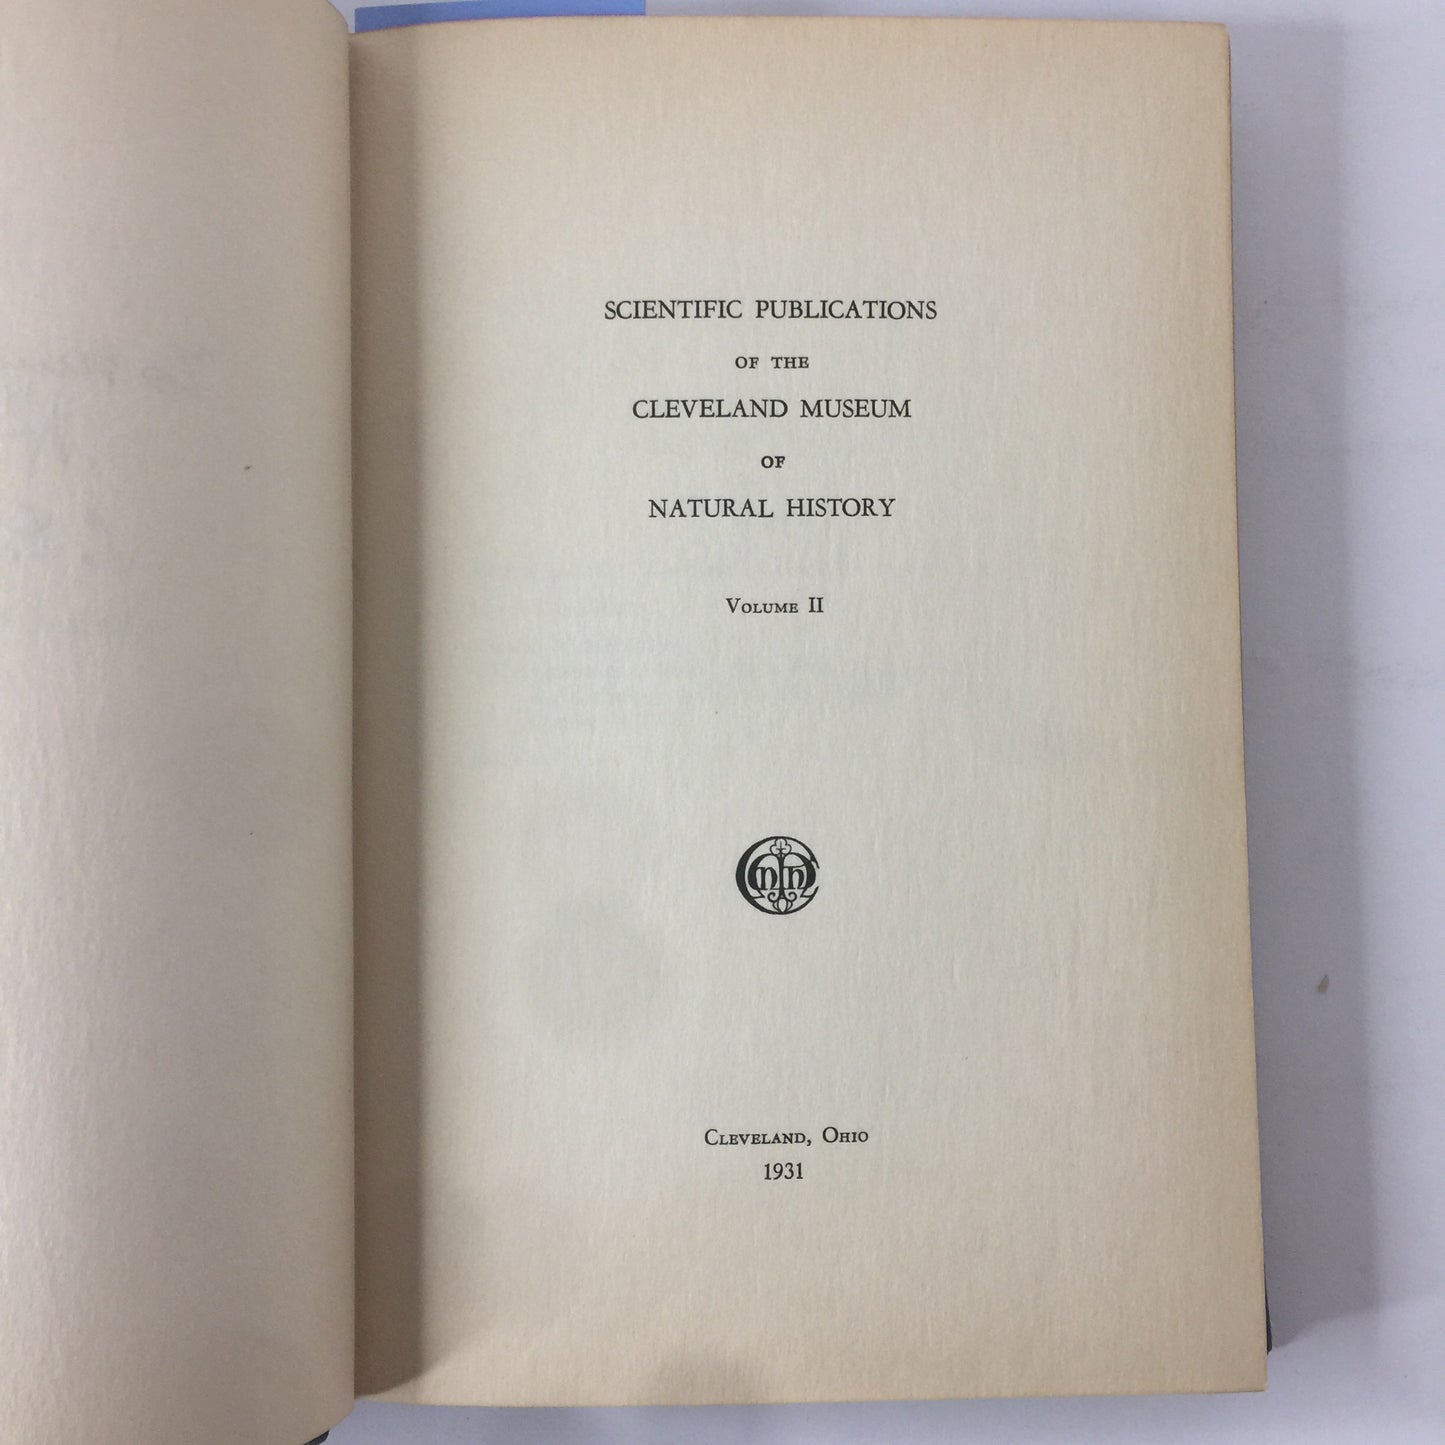 SCIENTIFIC PUBLICATIONS
OF THE
CLEVELAND MUSEUM
OF
NATURAL HISTORY
VOLUME II
CLEVELAND, OHIO
1931